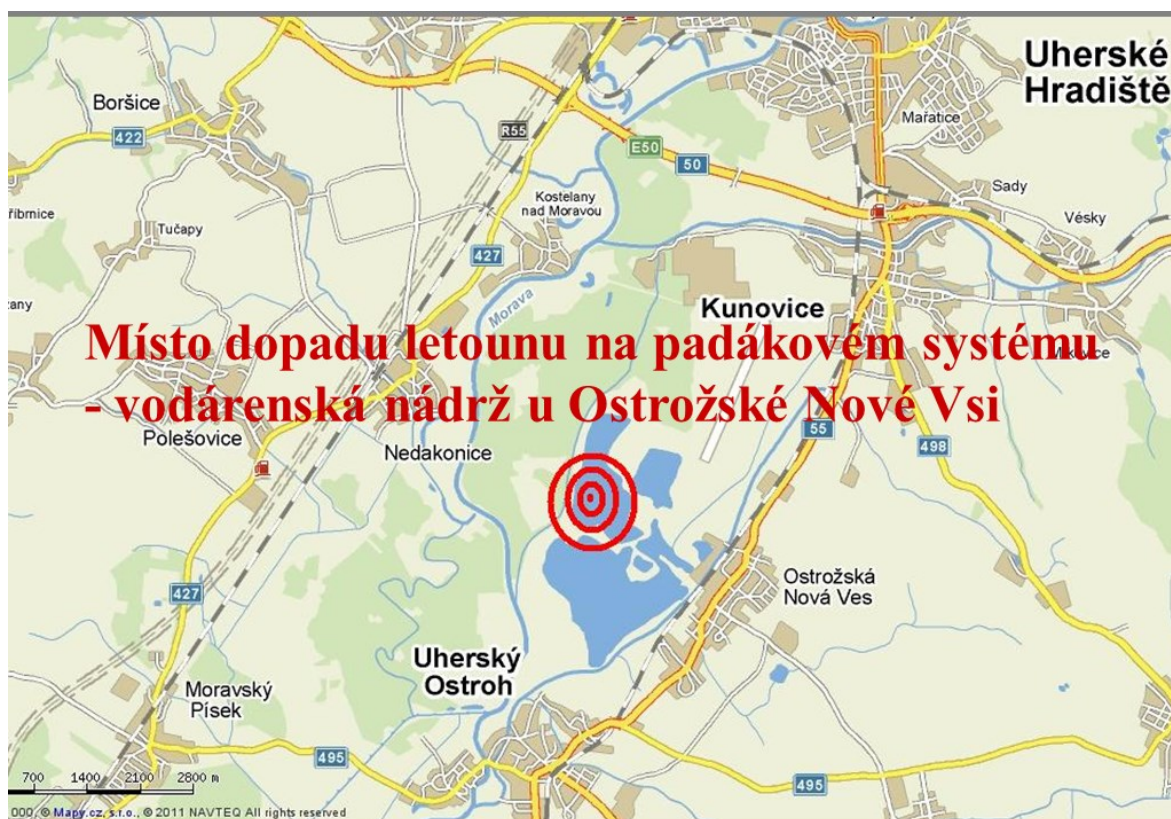 Uherské
Hradiště
Boršice
422
R55
E50
50
Mařatice
Sady
Vésky
Kostelany
nad Moravou
Tučapy
427
Morava
Kunovice
Místo dopadu letounu na padákovém systému
- vodárenská nádrž u Ostrožské Nové Vsi
Polešovice
Nedakonice
55
498
427
Ostrožská
Nová Ves
Uherský
Ostroh
Moravský
Písek
495
495
700 1400 2100 2800 m
000, © Mapy.cz, s.r.o., © 2011 NAVTEQ All rights reserved